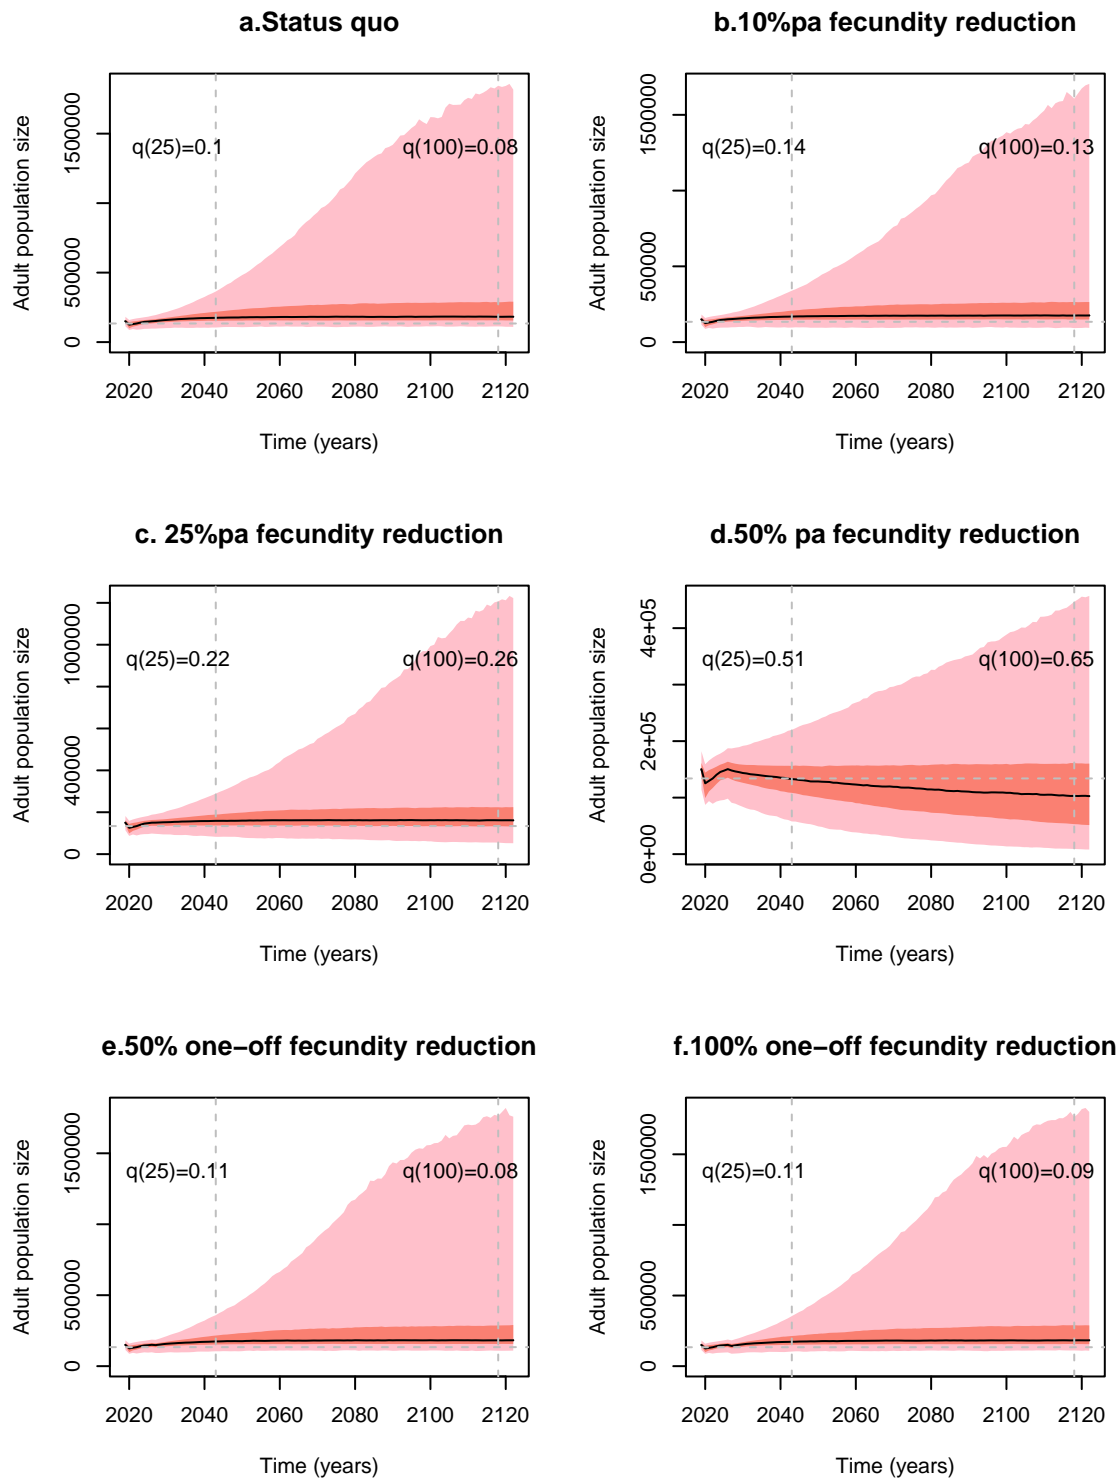 a.Status quo
Adult population size
0 500000 1500000
q(25)=0.1
q(100)=0.08
2020 2040 2060 2080 2100 2120
Time (years)
b.10%pa fecundity reduction
Adult population size
0 500000 1500000
q(25)=0.14
q(100)=0.13
2020 2040 2060 2080 2100 2120
Time (years)
c. 25%pa fecundity reduction
Adult population size
0 400000 1000000
q(25)=0.22
q(100)=0.26
2020 2040 2060 2080 2100 2120
Time (years)
d.50% pa fecundity reduction
Adult population size
0e+00 2e+05 4e+05
q(25)=0.51
q(100)=0.65
2020 2040 2060 2080 2100 2120
Time (years)
e.50% one−off fecundity reduction
Adult population size
0 500000 1500000
q(25)=0.11
q(100)=0.08
2020 2040 2060 2080 2100 2120
Time (years)
f.100% one−off fecundity reduction
Adult population size
0 500000 1500000
q(25)=0.11
q(100)=0.09
2020 2040 2060 2080 2100 2120
Time (years)